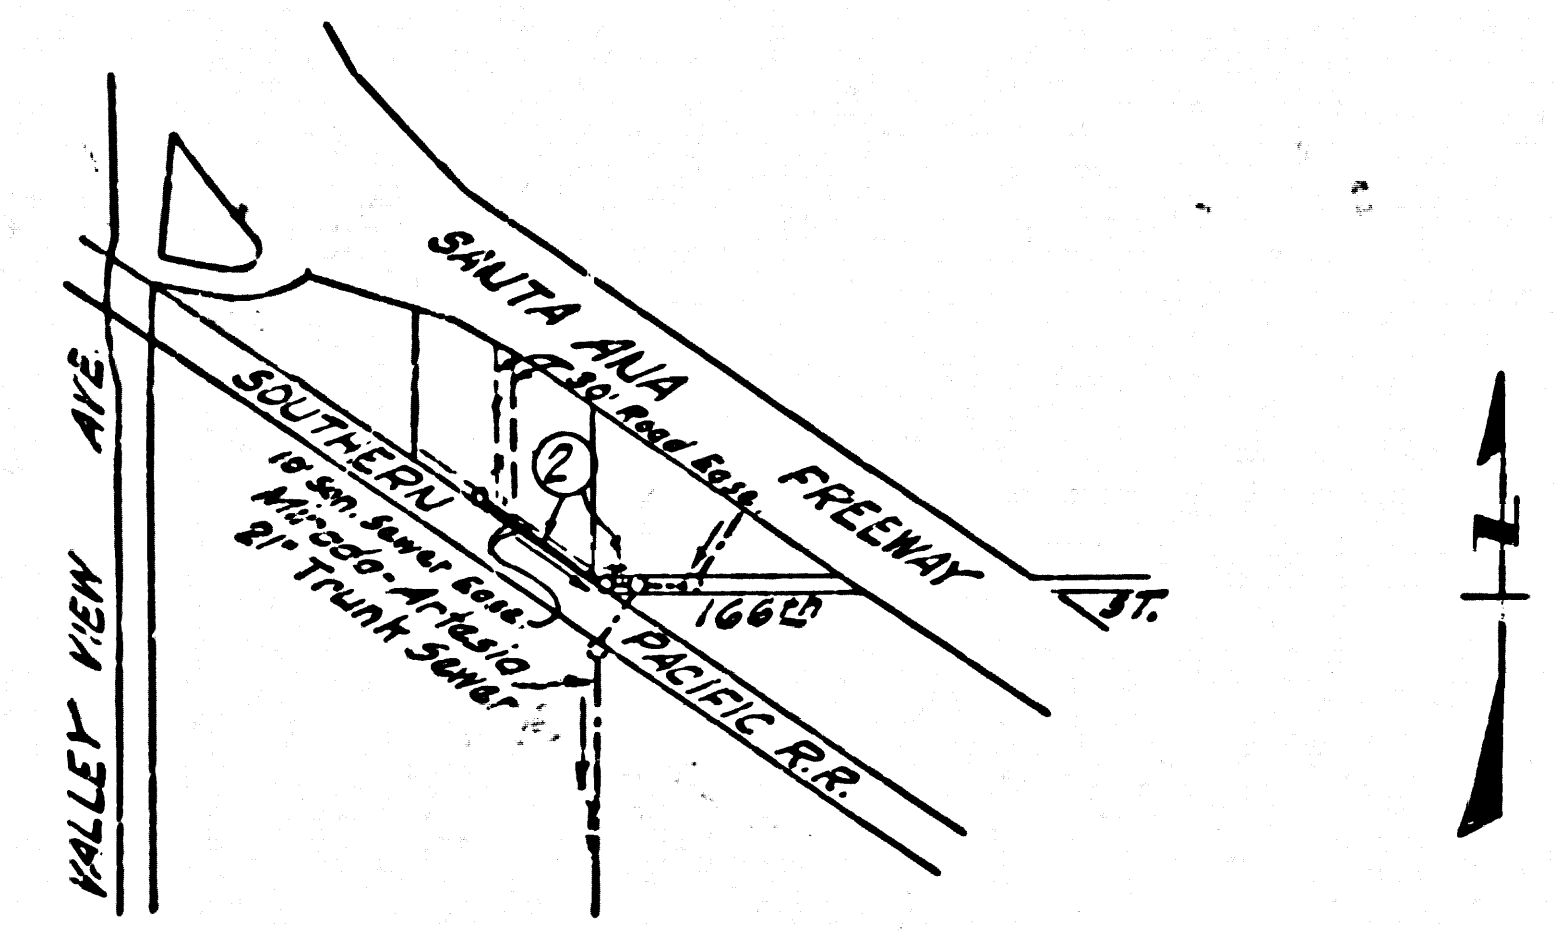 SANTA ANA FREEWAY
30' Road Ease.
SOUTHERN PACIFIC R.R.
2
10' San. Sewer Ease.
Mirada-Artesia
21" Trunk Sewer
166th ST.
VALLEY VIEW AVE.
N